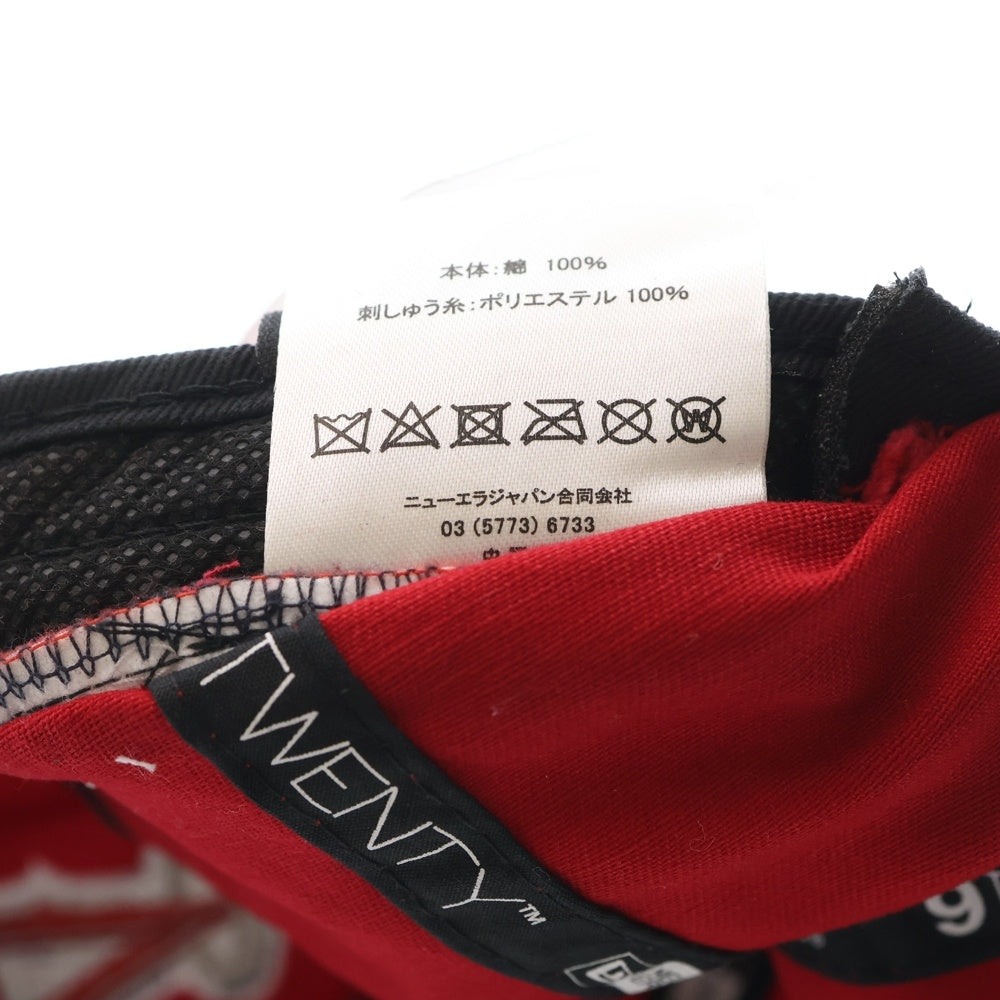 本体：綿 100%
刺しゅう糸：ポリエステル 100%
ニューエラジャパン合同会社
03 (5773) 6733
TWENTY™
9